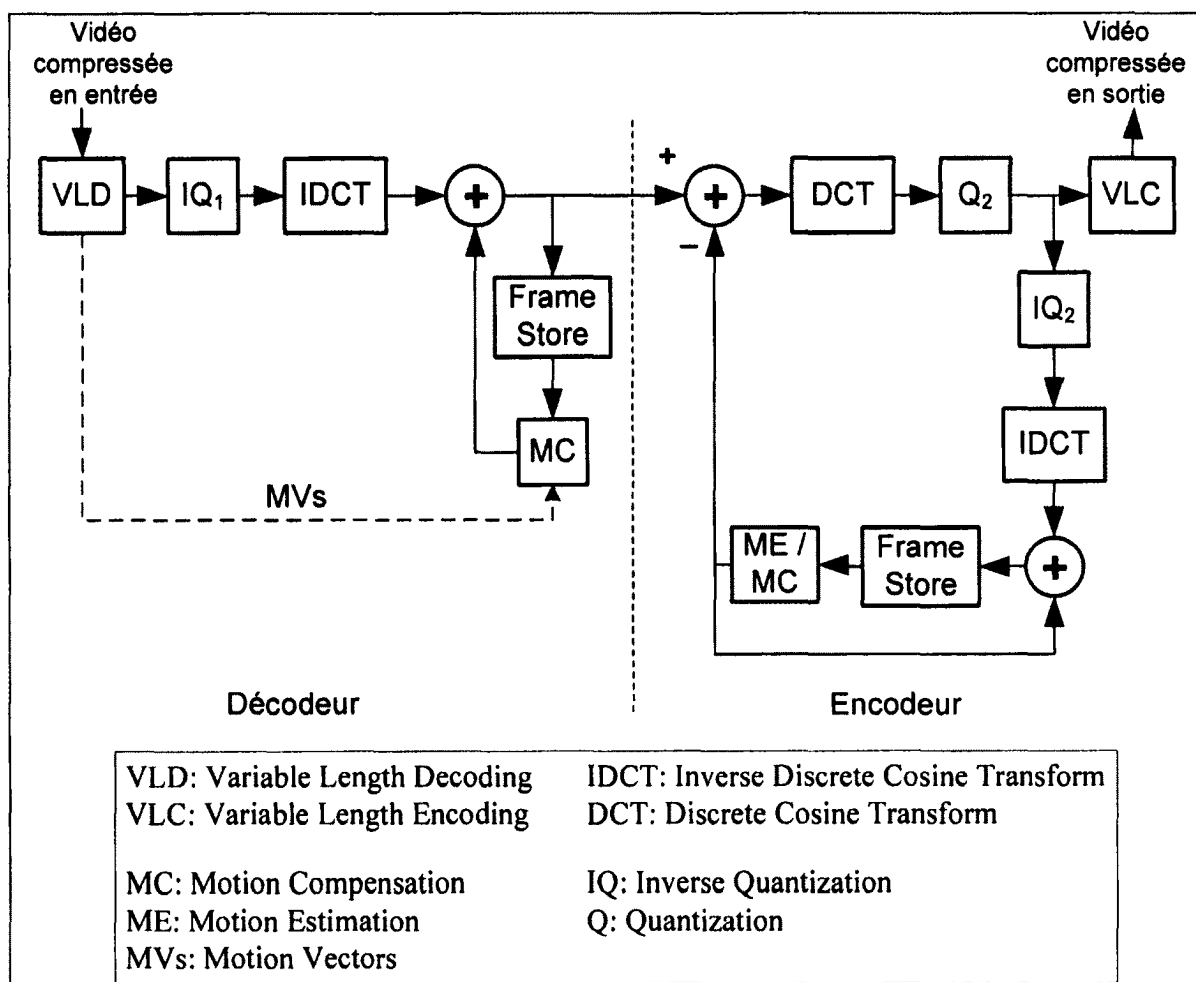 Vidéo
compressée
en entrée
Vidéo
compressée
en sortie
VLD
IQ₁
IDCT
+
+
+
−
DCT
Q₂
VLC
Frame
Store
IQ₂
MC
IDCT
MVs
ME /
MC
Frame
Store
+
Décodeur
Encodeur
VLD: Variable Length Decoding
IDCT: Inverse Discrete Cosine Transform
VLC: Variable Length Encoding
DCT: Discrete Cosine Transform
MC: Motion Compensation
IQ: Inverse Quantization
ME: Motion Estimation
Q: Quantization
MVs: Motion Vectors